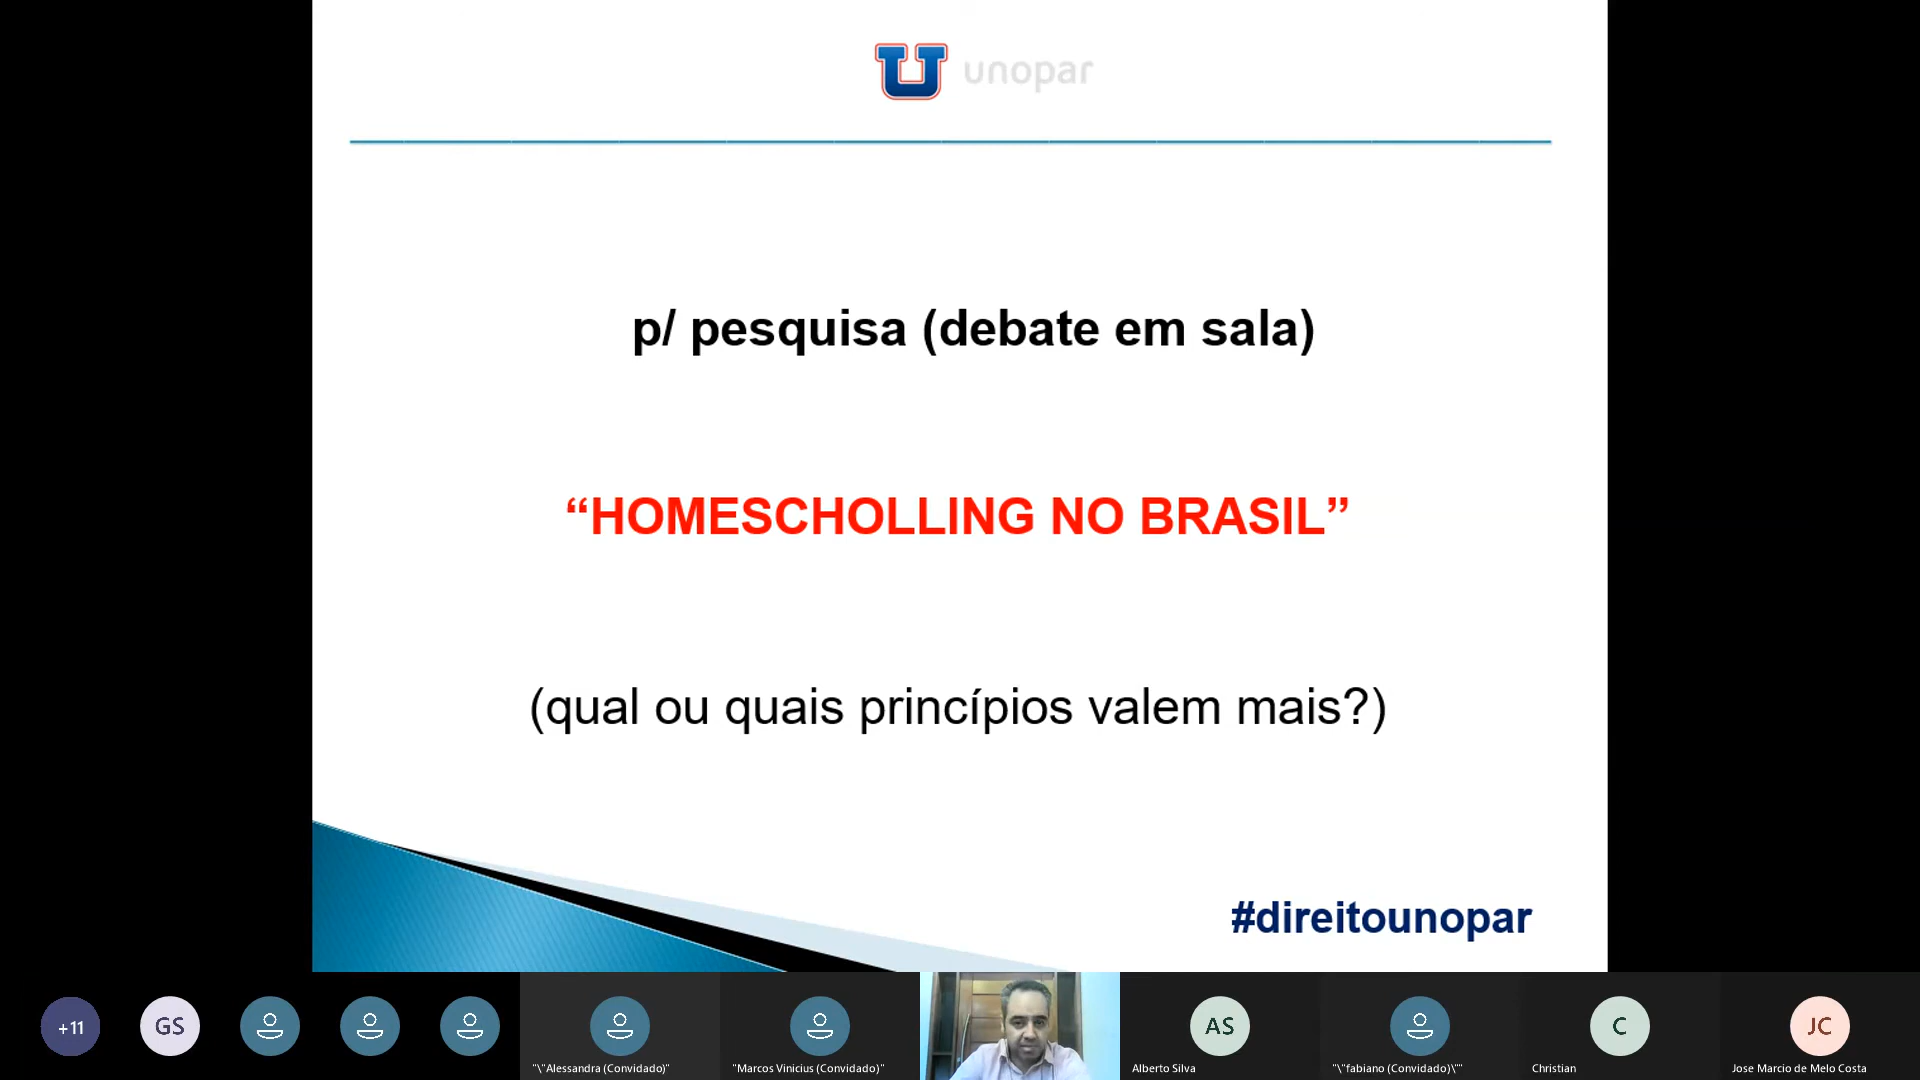 unopar
p/ pesquisa (debate em sala)
“HOMESCHOLLING NO BRASIL”
(qual ou quais princípios valem mais?)
#direitounopar
+11
GS
AS
C
JC
"\"Alessandra (Convidado)"
"Marcos Vinicius (Convidado)"
Alberto Silva
"\"fabiano (Convidado)\""
Christian
Jose Marcio de Melo Costa